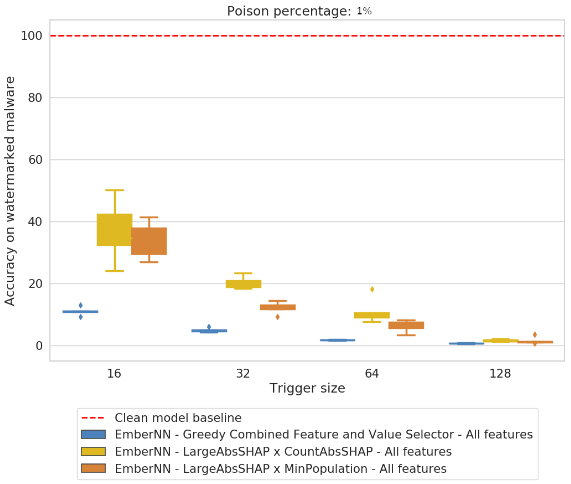 Poison percentage: 1%
100
80
60
40
20
0
Accuracy on watermarked malware
16 32 64 128
Trigger size
Clean model baseline
EmberNN - Greedy Combined Feature and Value Selector - All features
EmberNN - LargeAbsSHAP x CountAbsSHAP - All features
EmberNN - LargeAbsSHAP x MinPopulation - All features